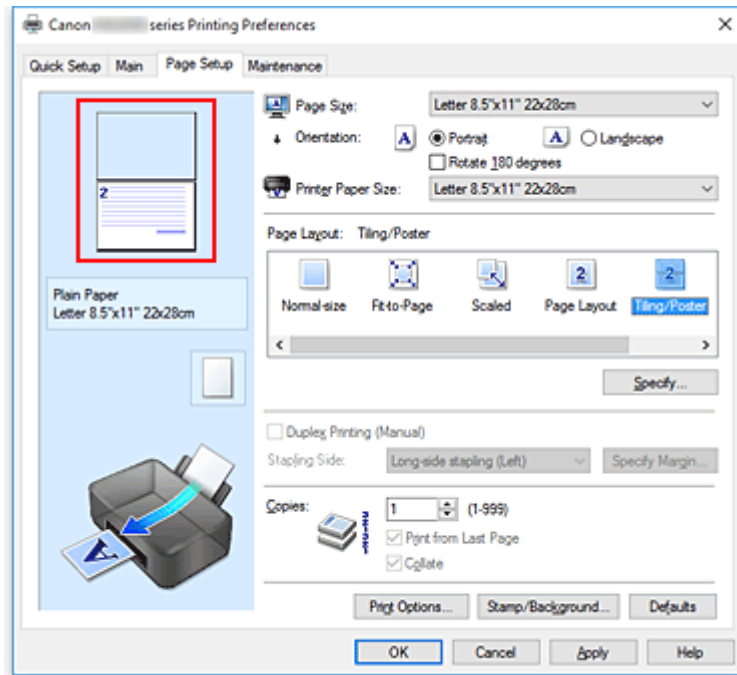 Canon series Printing Preferences
Quick Setup Main Page Setup Maintenance
2
Plain Paper
Letter 8.5"x11" 22x28cm
A
Page Size: Letter 8.5"x11" 22x28cm
Orientation: A Portrait A Landscape
Rotate 180 degrees
Printer Paper Size: Letter 8.5"x11" 22x28cm
Page Layout: Tiling/Poster
2 2
Normal-size Fit-to-Page Scaled Page Layout Tiling/Poster
Specify...
Duplex Printing (Manual)
Stapling Side: Long-side stapling (Left) Specify Margin...
Copies: 1 (1-999)
Print from Last Page
Collate
Print Options... Stamp/Background... Defaults
OK Cancel Apply Help